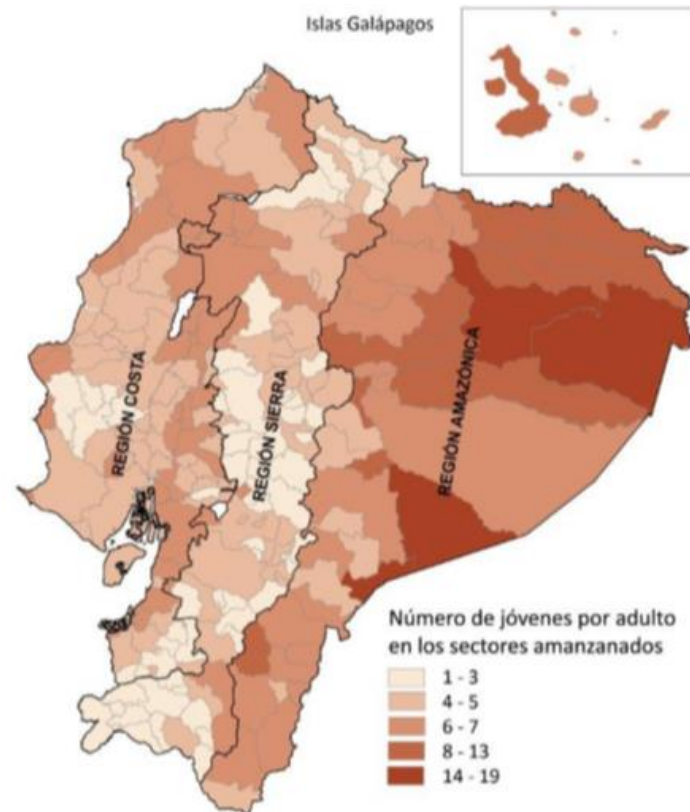 Islas Galápagos
REGIÓN COSTA
REGIÓN SIERRA
REGIÓN AMAZÓNICA
Número de jóvenes por adulto
en los sectores amanzanados
1 - 3
4 - 5
6 - 7
8 - 13
14 - 19